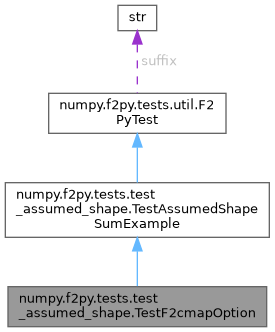 str
suffix
numpy.f2py.tests.util.F2
PyTest
numpy.f2py.tests.test
_assumed_shape.TestAssumedShape
SumExample
numpy.f2py.tests.test
_assumed_shape.TestF2cmapOption